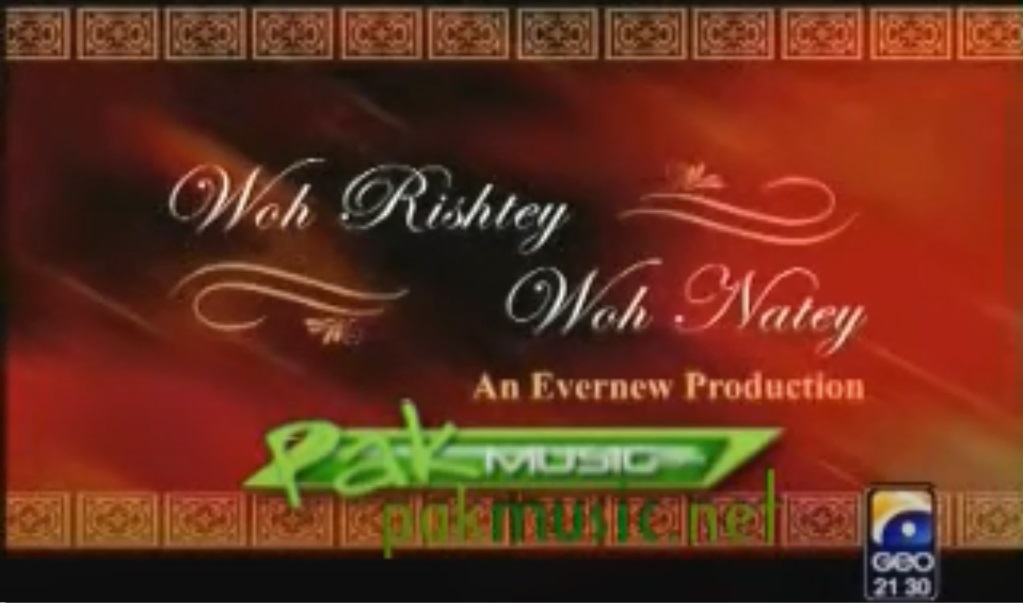 Woh Rishtey
Woh Natey
An Evernew Production
Pak MUSIC
pakmusic.net
GEO
21 30